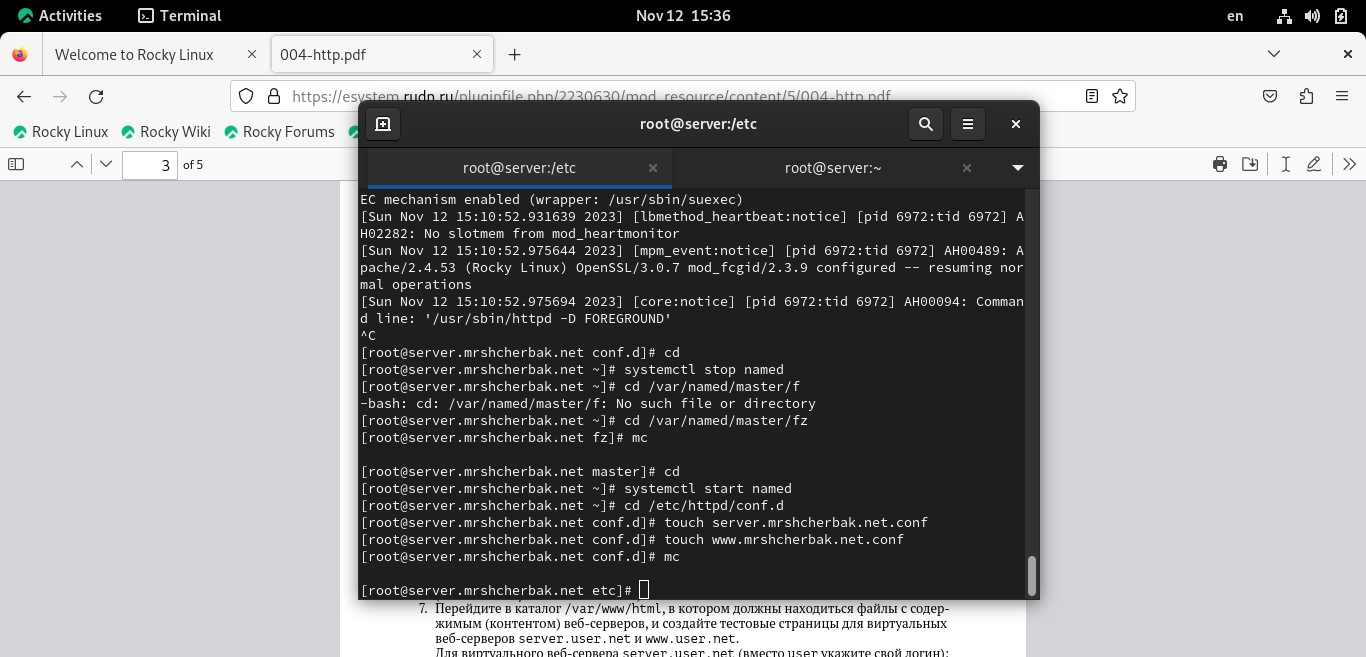 Activities Terminal Nov 12 15:36 en
Welcome to Rocky Linux 004-http.pdf
https://esystem.rudn.ru/pluginfile.php/2230630/mod_resource/content/5/004-http.pdf
Rocky Linux Rocky Wiki Rocky Forums
3 of 5
root@server:/etc
root@server:/etc root@server:~
EC mechanism enabled (wrapper: /usr/sbin/suexec)
[Sun Nov 12 15:10:52.931639 2023] [lbmethod_heartbeat:notice] [pid 6972:tid 6972] A
H02282: No slotmem from mod_heartmonitor
[Sun Nov 12 15:10:52.975644 2023] [mpm_event:notice] [pid 6972:tid 6972] AH00489: A
pache/2.4.53 (Rocky Linux) OpenSSL/3.0.7 mod_fcgid/2.3.9 configured -- resuming nor
mal operations
[Sun Nov 12 15:10:52.975694 2023] [core:notice] [pid 6972:tid 6972] AH00094: Comman
d line: '/usr/sbin/httpd -D FOREGROUND'
^C
[root@server.mrshcherbak.net conf.d]# cd
[root@server.mrshcherbak.net ~]# systemctl stop named
[root@server.mrshcherbak.net ~]# cd /var/named/master/f
-bash: cd: /var/named/master/f: No such file or directory
[root@server.mrshcherbak.net ~]# cd /var/named/master/fz
[root@server.mrshcherbak.net fz]# mc
[root@server.mrshcherbak.net master]# cd
[root@server.mrshcherbak.net ~]# systemctl start named
[root@server.mrshcherbak.net ~]# cd /etc/httpd/conf.d
[root@server.mrshcherbak.net conf.d]# touch server.mrshcherbak.net.conf
[root@server.mrshcherbak.net conf.d]# touch www.mrshcherbak.net.conf
[root@server.mrshcherbak.net conf.d]# mc
[root@server.mrshcherbak.net etc]#
7. Перейдите в каталог /var/www/html, в котором должны находиться файлы с содер-
жимым (контентом) веб-серверов, и создайте тестовые страницы для виртуальных
веб-серверов server.user.net и www.user.net.
Для виртуального веб-сервера server.user.net (вместо user укажите свой логин):